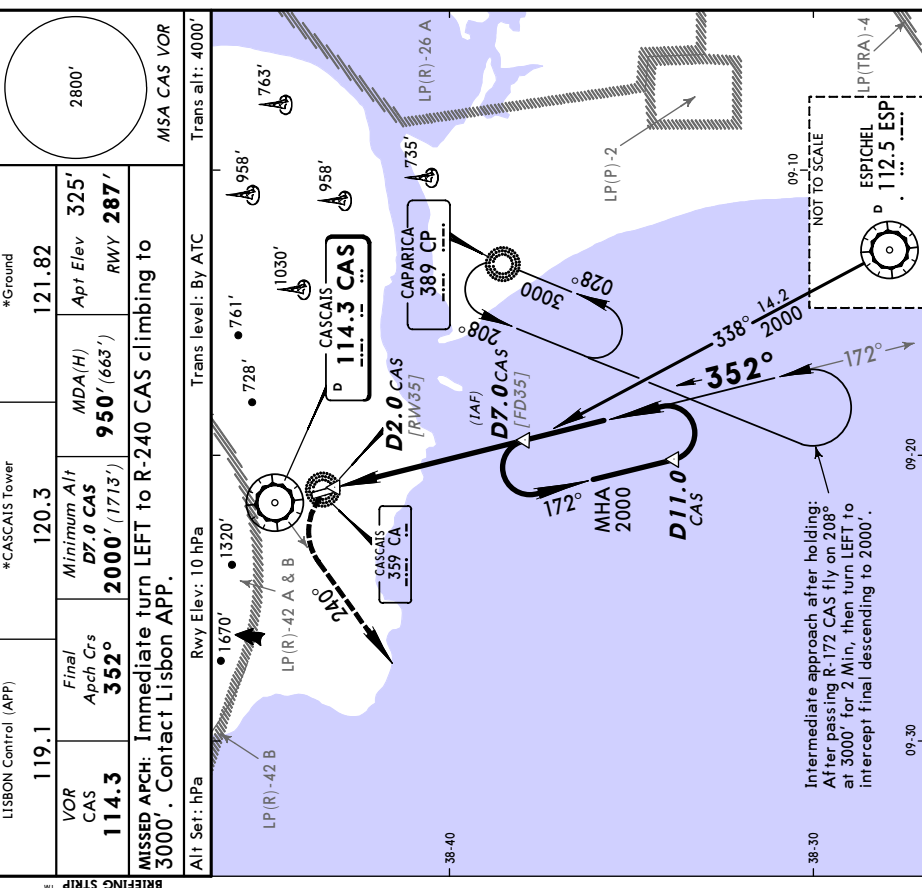 LISBON Control (APP)
119.1
*CASCAIS Tower
120.3
*Ground
121.82
VOR
CAS
114.3
Final
Apch Crs
352°
Minimum Alt
D7.0 CAS
2000' (1713')
MDA(H)
950' (663')
Apt Elev 325'
RWY 287'
2800'
MSA CAS VOR
MISSED APCH: Immediate turn LEFT to R-240 CAS climbing to
3000'. Contact Lisbon APP.
Alt Set: hPa
Rwy Elev: 10 hPa
Trans level: By ATC
Trans alt: 4000'
BRIEFING STRIP
TM
1670'
1320'
728'
761'
1030'
958'
958'
763'
735'
LP(R)-42 B
LP(R)-42 A & B
LP(R)-26 A
LP(P)-2
LP(TRA)-4
CASCAIS
D 114.3 CAS
CAPARICA
389 CP
CASCAIS
359 CA
D2.0 CAS
[RW35]
(IAF)
D7.0 CAS
[FD35]
240°
208°
3000
028°
338° 14.2
2000
352°
172°
172°
MHA
2000
D11.0
CAS
NOT TO SCALE
ESPICHEL
D 112.5 ESP
Intermediate approach after holding:
After passing R-172 CAS fly on 208°
at 3000' for 2 Min, then turn LEFT to
intercept final descending to 2000'.
38-40
38-30
09-30
09-20
09-10